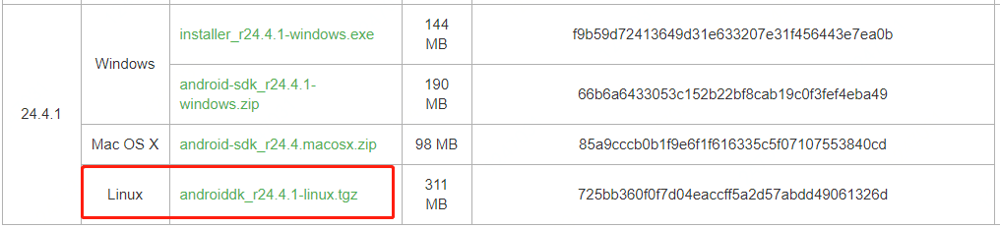 24.4.1
Windows
installer_r24.4.1-windows.exe
144
MB
f9b59d72413649d31e633207e31f456443e7ea0b
android-sdk_r24.4.1-
windows.zip
190
MB
66b6a6433053c152b22bf8cab19c0f3fef4eba49
Mac OS X
android-sdk_r24.4.macosx.zip
98 MB
85a9cccb0b1f9e6f1f616335c5f07107553840cd
Linux
androiddk_r24.4.1-linux.tgz
311
MB
725bb360f0f7d04eaccff5a2d57abdd49061326d